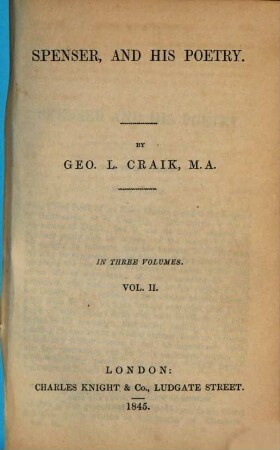 SPENSER, AND HIS POETRY.
BY
GEO. L. CRAIK, M.A.
IN THREE VOLUMES.
VOL. II.
LONDON:
CHARLES KNIGHT & Co., LUDGATE STREET.
1845.